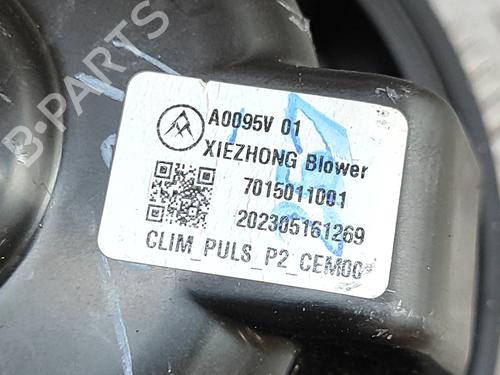 A0095V 01
XIEZHONG Blower
7015011001
202305161269
CLIM_PULS_P2_CEM00
B-PARTS